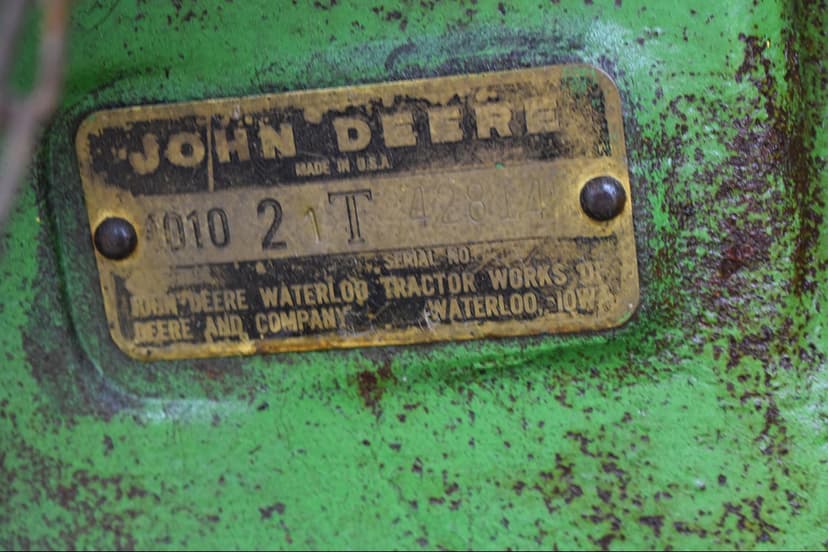 JOHN DEERE
MADE IN U.S.A.
4010 21T 42814
SERIAL NO.
JOHN DEERE WATERLOO TRACTOR WORKS OF
DEERE AND COMPANY WATERLOO, IOWA